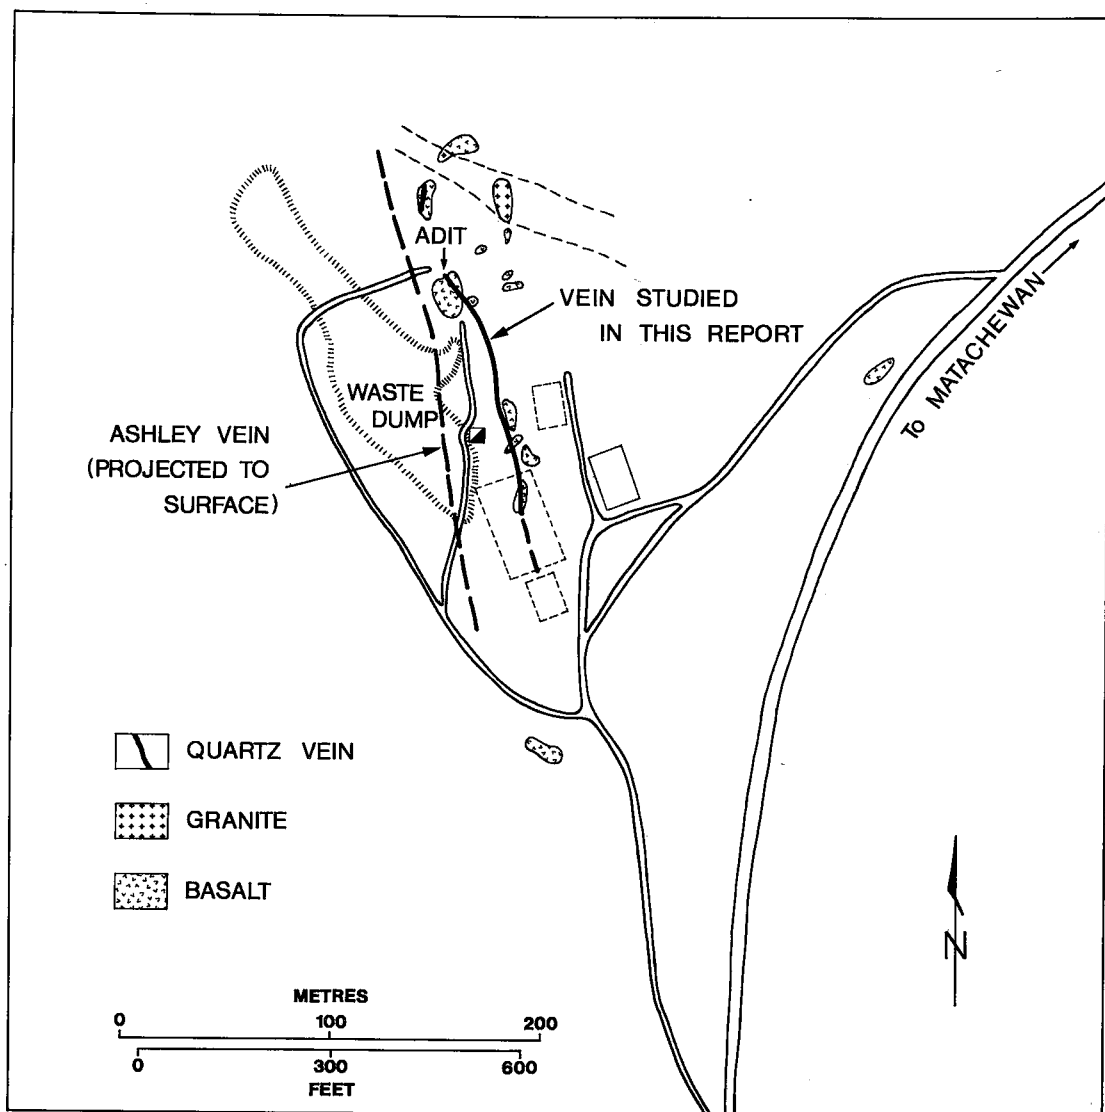 ADIT
VEIN STUDIED
IN THIS REPORT
To MATACHEWAN
WASTE
DUMP
ASHLEY VEIN
(PROJECTED TO
SURFACE)
QUARTZ VEIN
GRANITE
BASALT
N
METRES
0 100 200
0 300 600
FEET